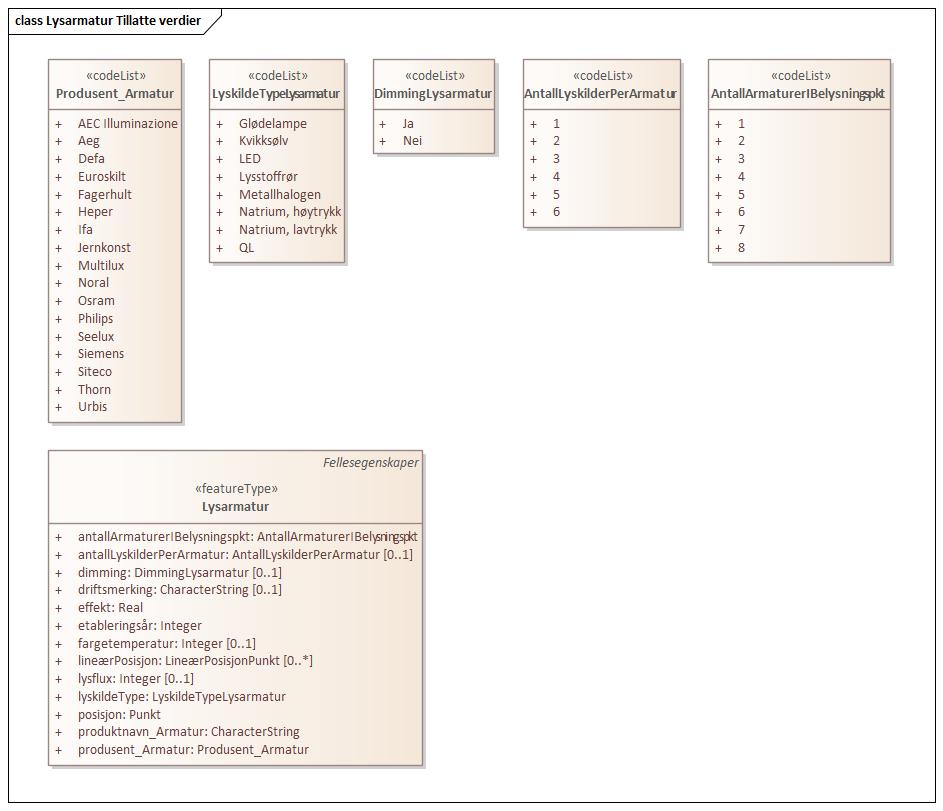 class Lysarmatur Tillatte verdier
«codeList»
Produsent_Armatur
+ AEC Illuminazione
+ Aeg
+ Defa
+ Euroskilt
+ Fagerhult
+ Heper
+ Ifa
+ Jernkonst
+ Multilux
+ Noral
+ Osram
+ Philips
+ Seelux
+ Siemens
+ Siteco
+ Thorn
+ Urbis
«codeList»
LyskildeTypeLysarmatur
+ Glødelampe
+ Kvikksølv
+ LED
+ Lysstoffrør
+ Metallhalogen
+ Natrium, høytrykk
+ Natrium, lavtrykk
+ QL
«codeList»
DimmingLysarmatur
+ Ja
+ Nei
«codeList»
AntallLyskilderPerArmatur
+ 1
+ 2
+ 3
+ 4
+ 5
+ 6
«codeList»
AntallArmaturerIBelysningspkt
+ 1
+ 2
+ 3
+ 4
+ 5
+ 6
+ 7
+ 8
Fellesegenskaper
«featureType»
Lysarmatur
+ antallArmaturerIBelysningspkt: AntallArmaturerIBelysningspkt
+ antallLyskilderPerArmatur: AntallLyskilderPerArmatur [0..1]
+ dimming: DimmingLysarmatur [0..1]
+ driftsmerking: CharacterString [0..1]
+ effekt: Real
+ etableringsår: Integer
+ fargetemperatur: Integer [0..1]
+ lineærPosisjon: LineærPosisjonPunkt [0..*]
+ lysflux: Integer [0..1]
+ lyskildeType: LyskildeTypeLysarmatur
+ posisjon: Punkt
+ produktnavn_Armatur: CharacterString
+ produsent_Armatur: Produsent_Armatur